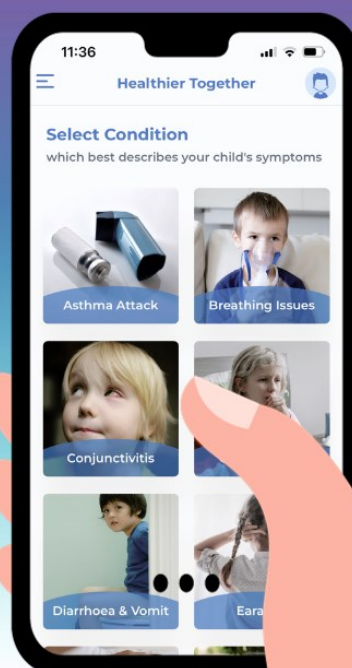 11:36
Healthier Together
Select Condition
which best describes your child's symptoms
Asthma Attack
Breathing Issues
Conjunctivitis
Diarrhoea & Vomit